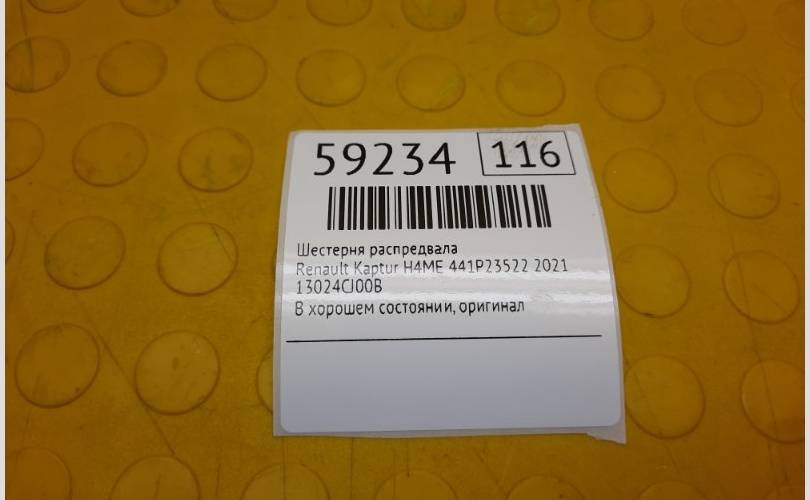 59234 116
Шестерня распредвала
Renault Kaptur H4ME 441P23522 2021
13024CJ00B
В хорошем состоянии, оригинал